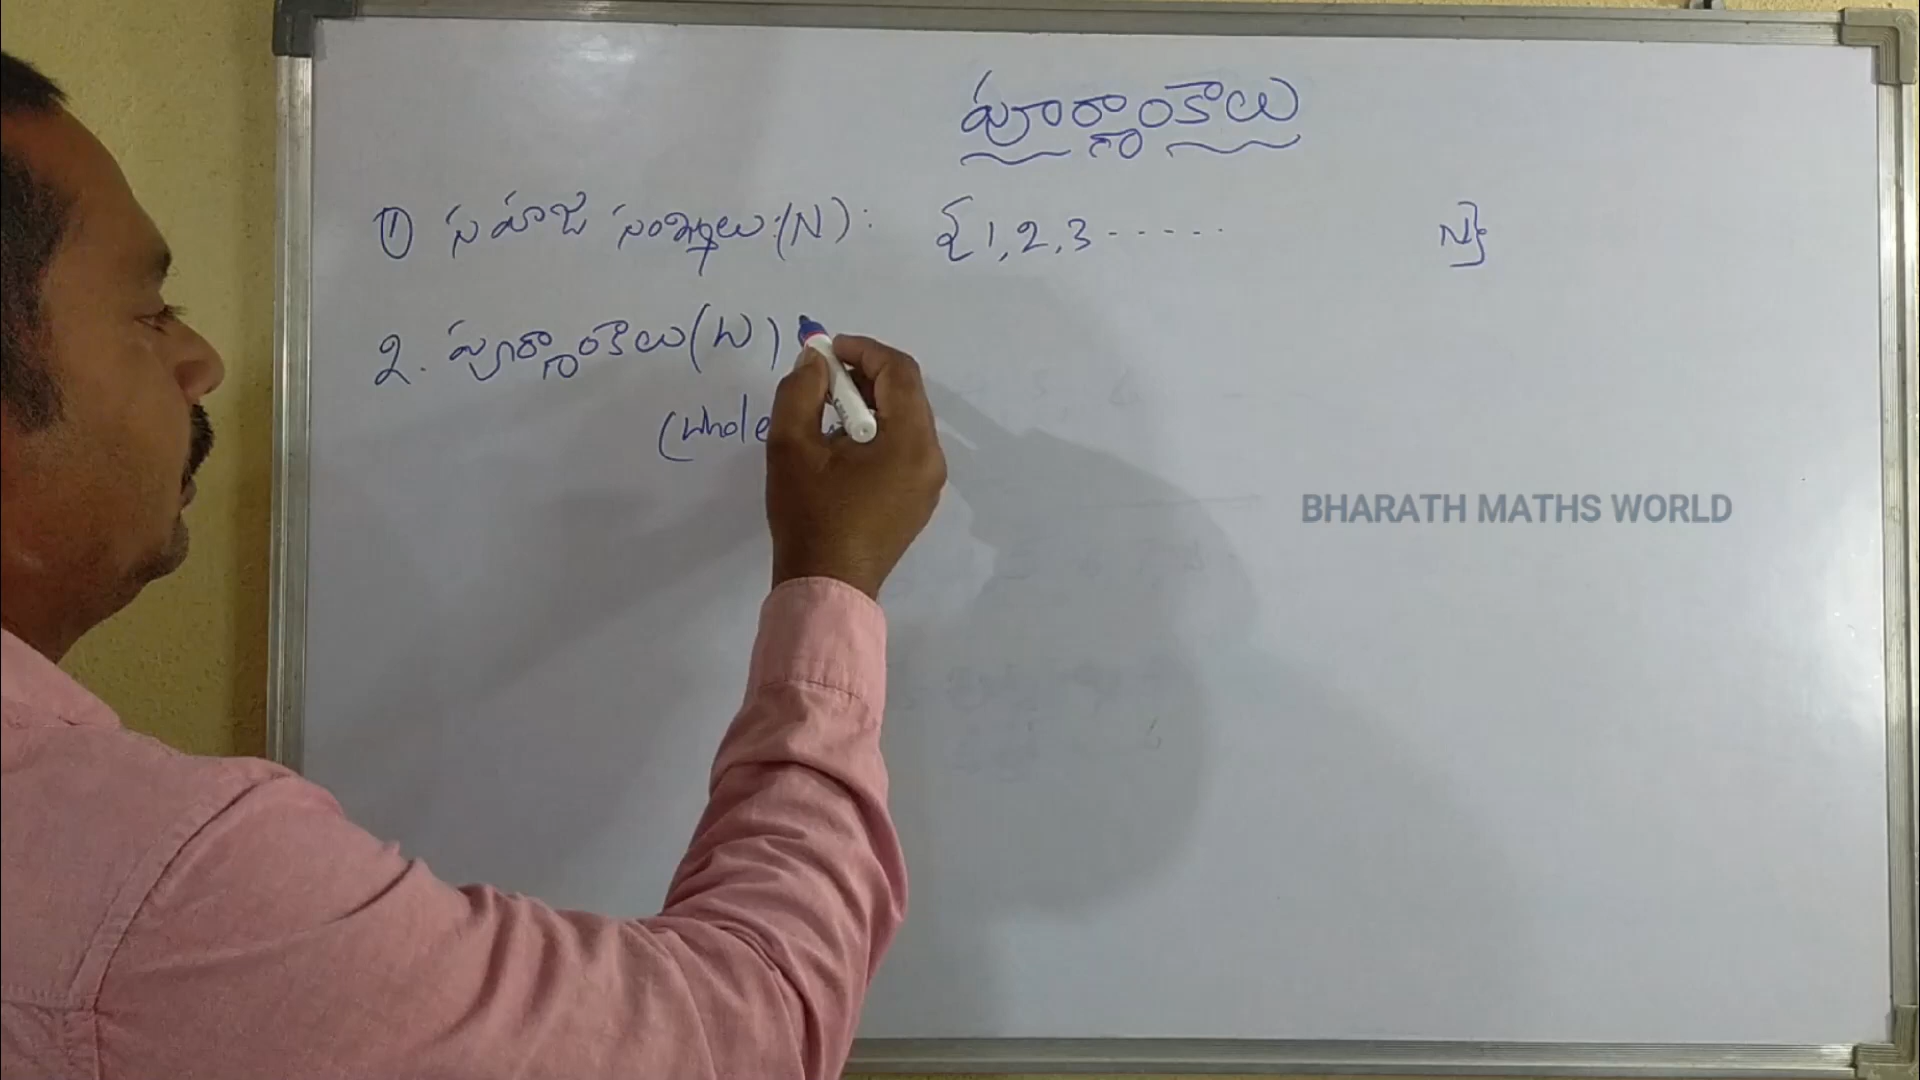 పూర్ణాంకాలు
① సహజ సంఖ్యలు:(N): {1,2,3------ N}
2. పూర్ణాంకాలు(W)
(Whole
BHARATH MATHS WORLD